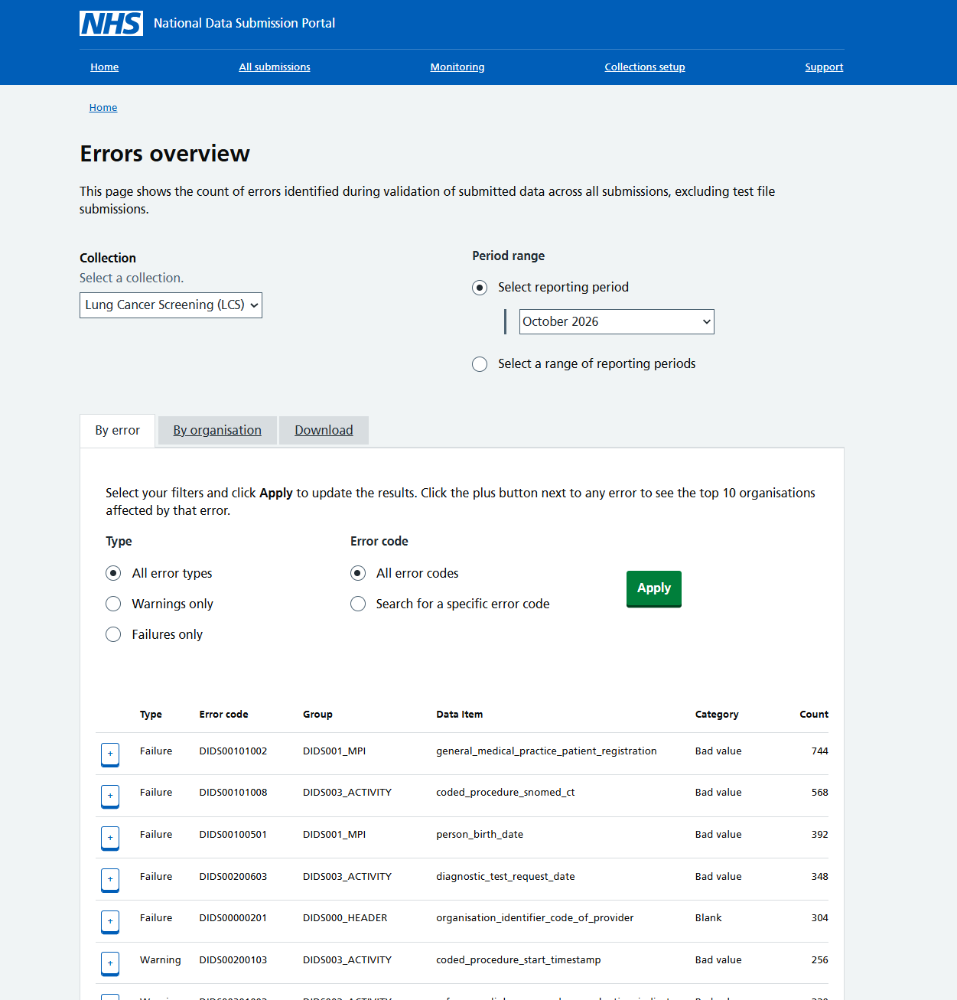 NHS National Data Submission Portal
Home All submissions Monitoring Collections setup Support
Home
Errors overview
This page shows the count of errors identified during validation of submitted data across all submissions, excluding test file
submissions.
Collection
Select a collection.
Lung Cancer Screening (LCS)
Period range
Select reporting period
October 2026
Select a range of reporting periods
By error By organisation Download
Select your filters and click Apply to update the results. Click the plus button next to any error to see the top 10 organisations
affected by that error.
Type
All error types
Warnings only
Failures only
Error code
All error codes
Search for a specific error code
Apply
Type Error code Group Data Item Category Count
+ Failure DIDS00101002 DIDS001_MPI general_medical_practice_patient_registration Bad value 744
+ Failure DIDS00101008 DIDS003_ACTIVITY coded_procedure_snomed_ct Bad value 568
+ Failure DIDS00100501 DIDS001_MPI person_birth_date Bad value 392
+ Failure DIDS00200603 DIDS003_ACTIVITY diagnostic_test_request_date Bad value 348
+ Failure DIDS00000201 DIDS000_HEADER organisation_identifier_code_of_provider Blank 304
+ Warning DIDS00200103 DIDS003_ACTIVITY coded_procedure_start_timestamp Bad value 256